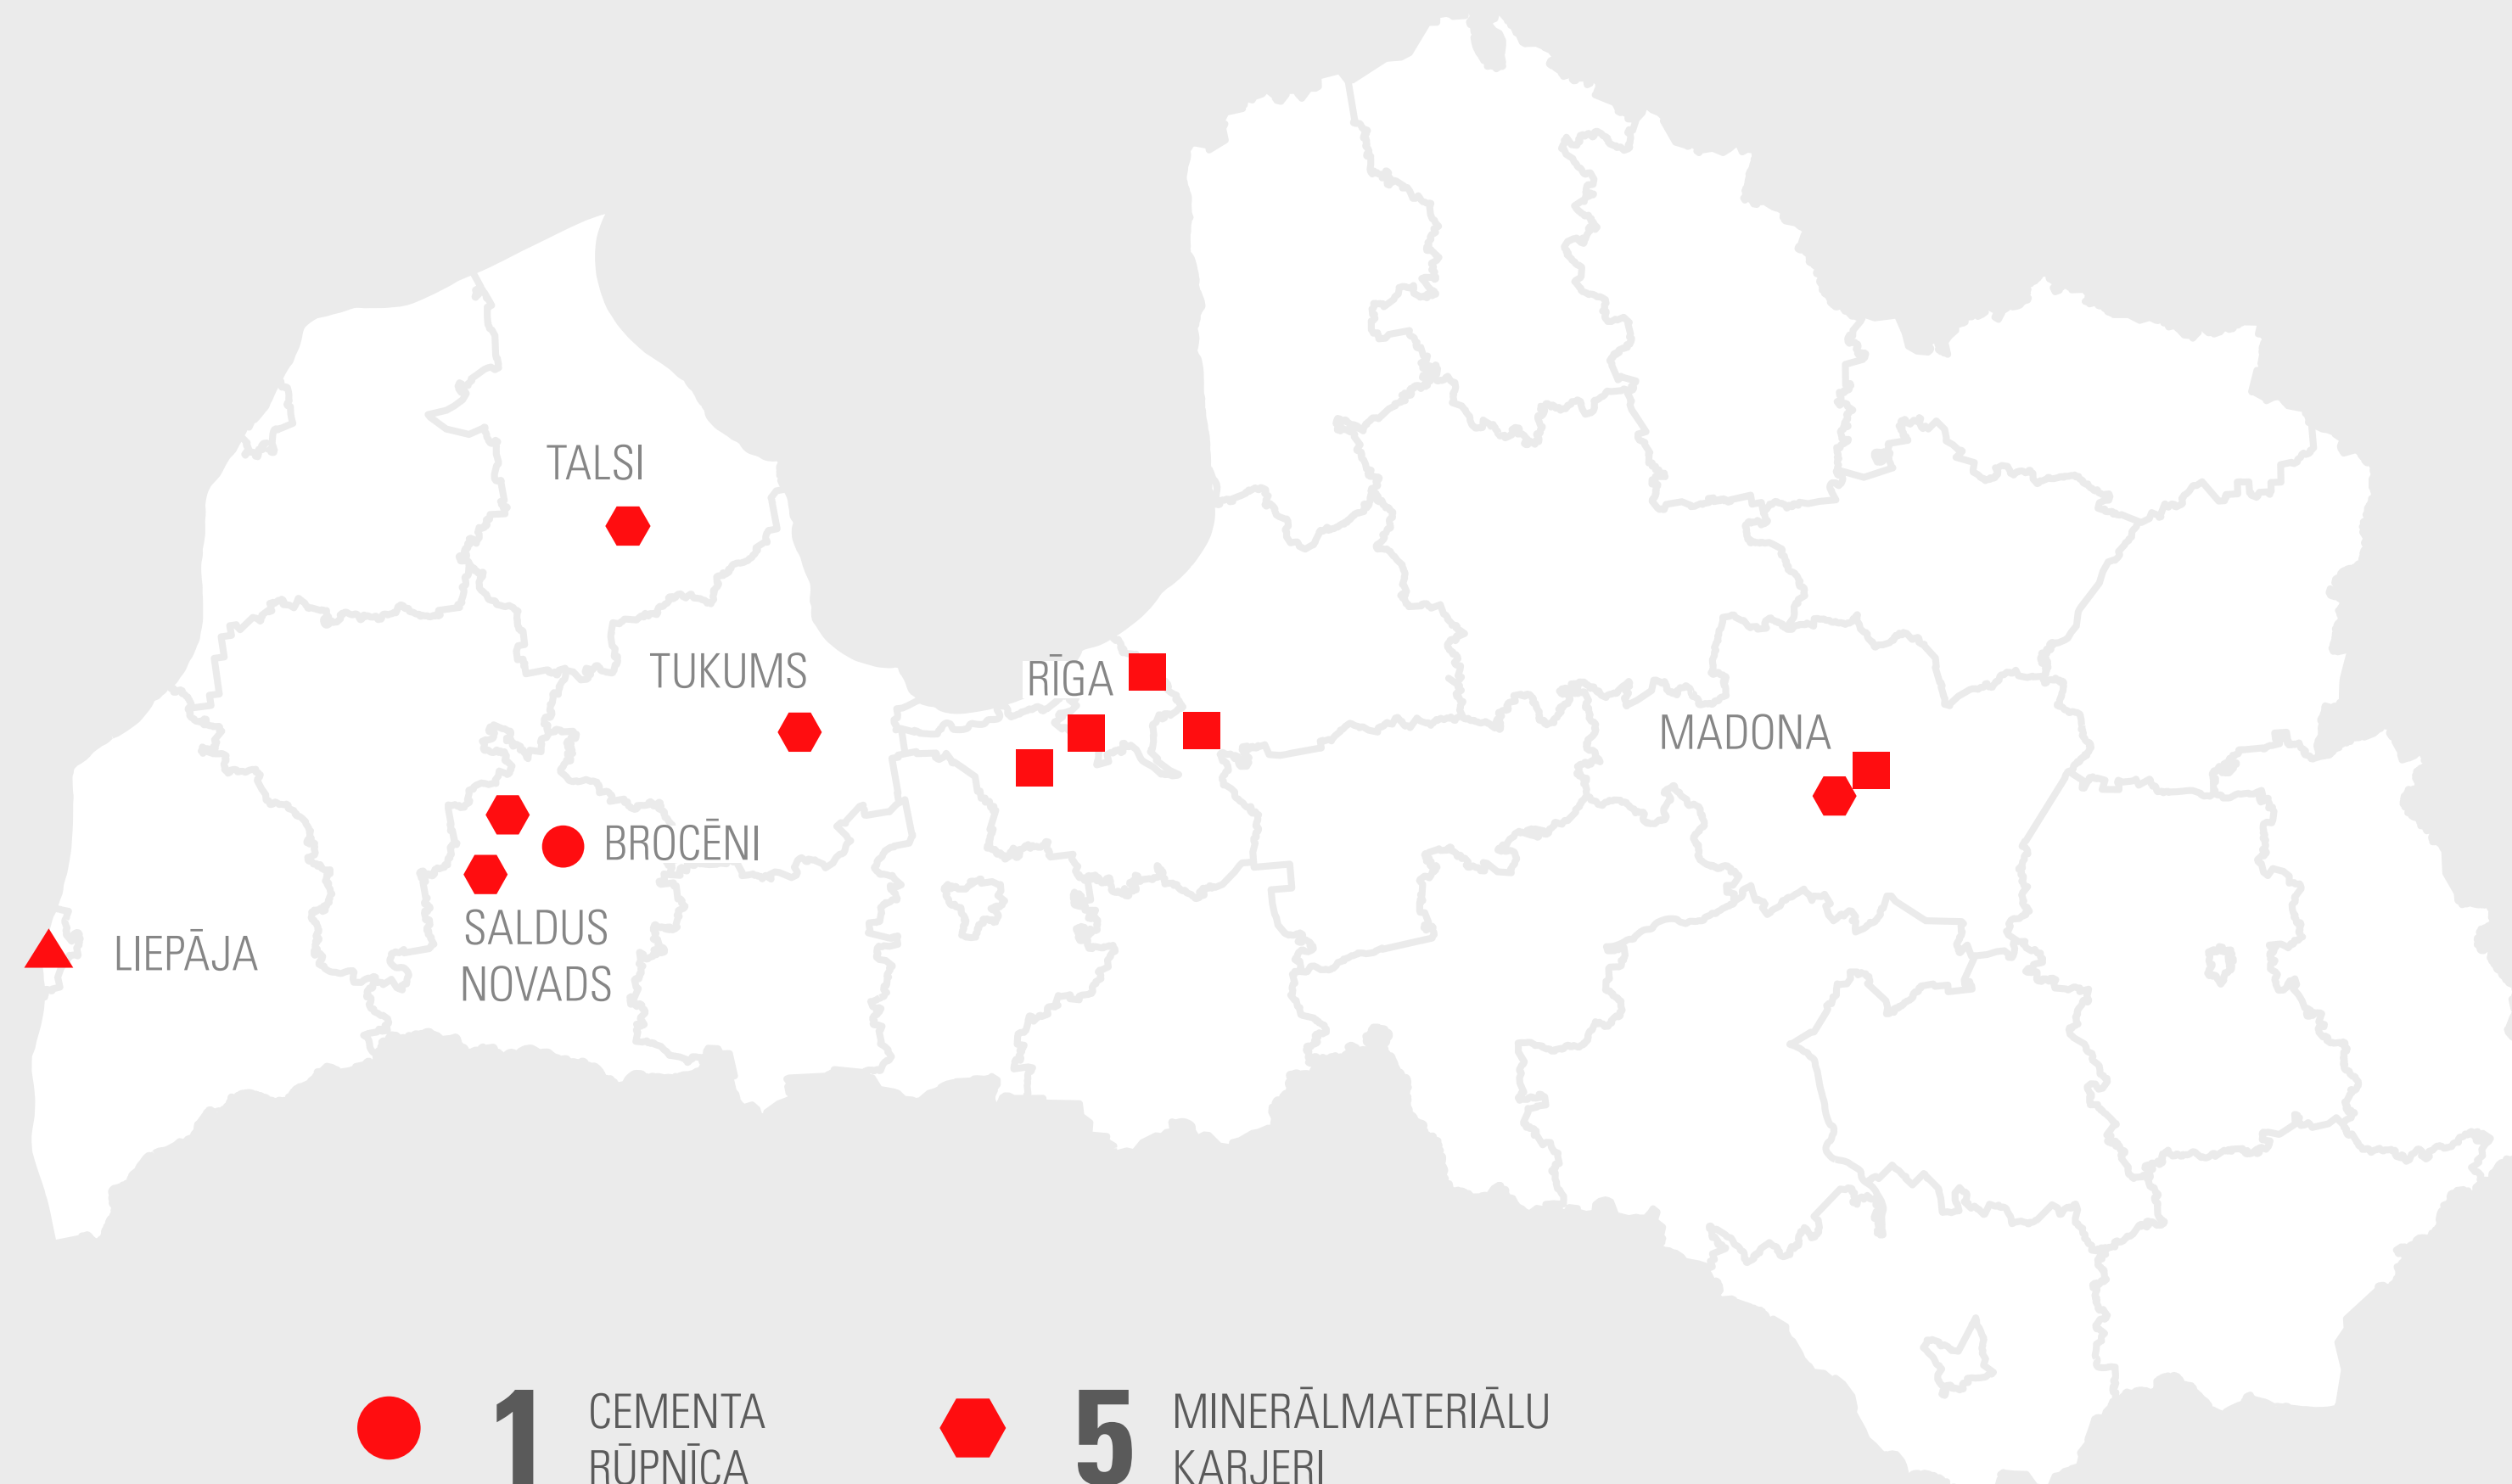 TALSI
TUKUMS
RĪGA
MADONA
BROCĒNI
SALDUS
NOVADS
LIEPĀJA
1
CEMENTA
RŪPNĪCA
5
MINERĀLMATERIĀLU
KARJERI